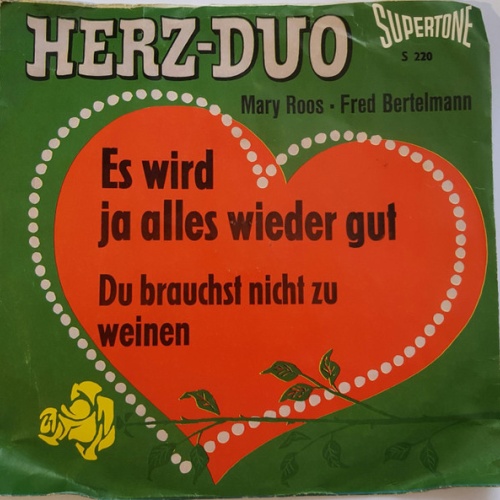 HERZ-DUO
SUPERTONE
S 220
Mary Roos · Fred Bertelmann
Es wird
ja alles wieder gut
Du brauchst nicht zu
weinen